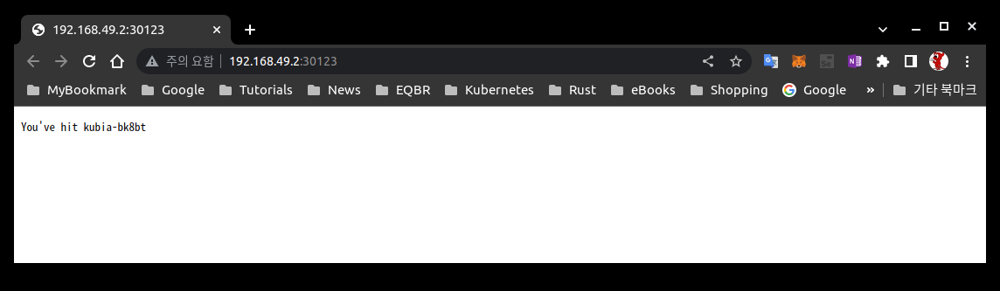 192.168.49.2:30123
주의 요함 192.168.49.2:30123
MyBookmark Google Tutorials News EQBR Kubernetes Rust eBooks Shopping Google » 기타 북마크
You've hit kubia-bk8bt